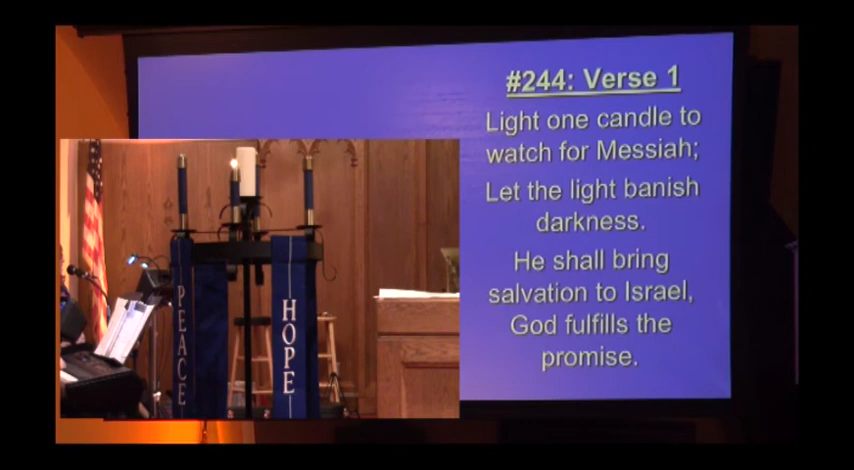 #244: Verse 1
Light one candle to
watch for Messiah;
Let the light banish
darkness.
He shall bring
salvation to Israel,
God fulfills the
promise.
PEACE
HOPE